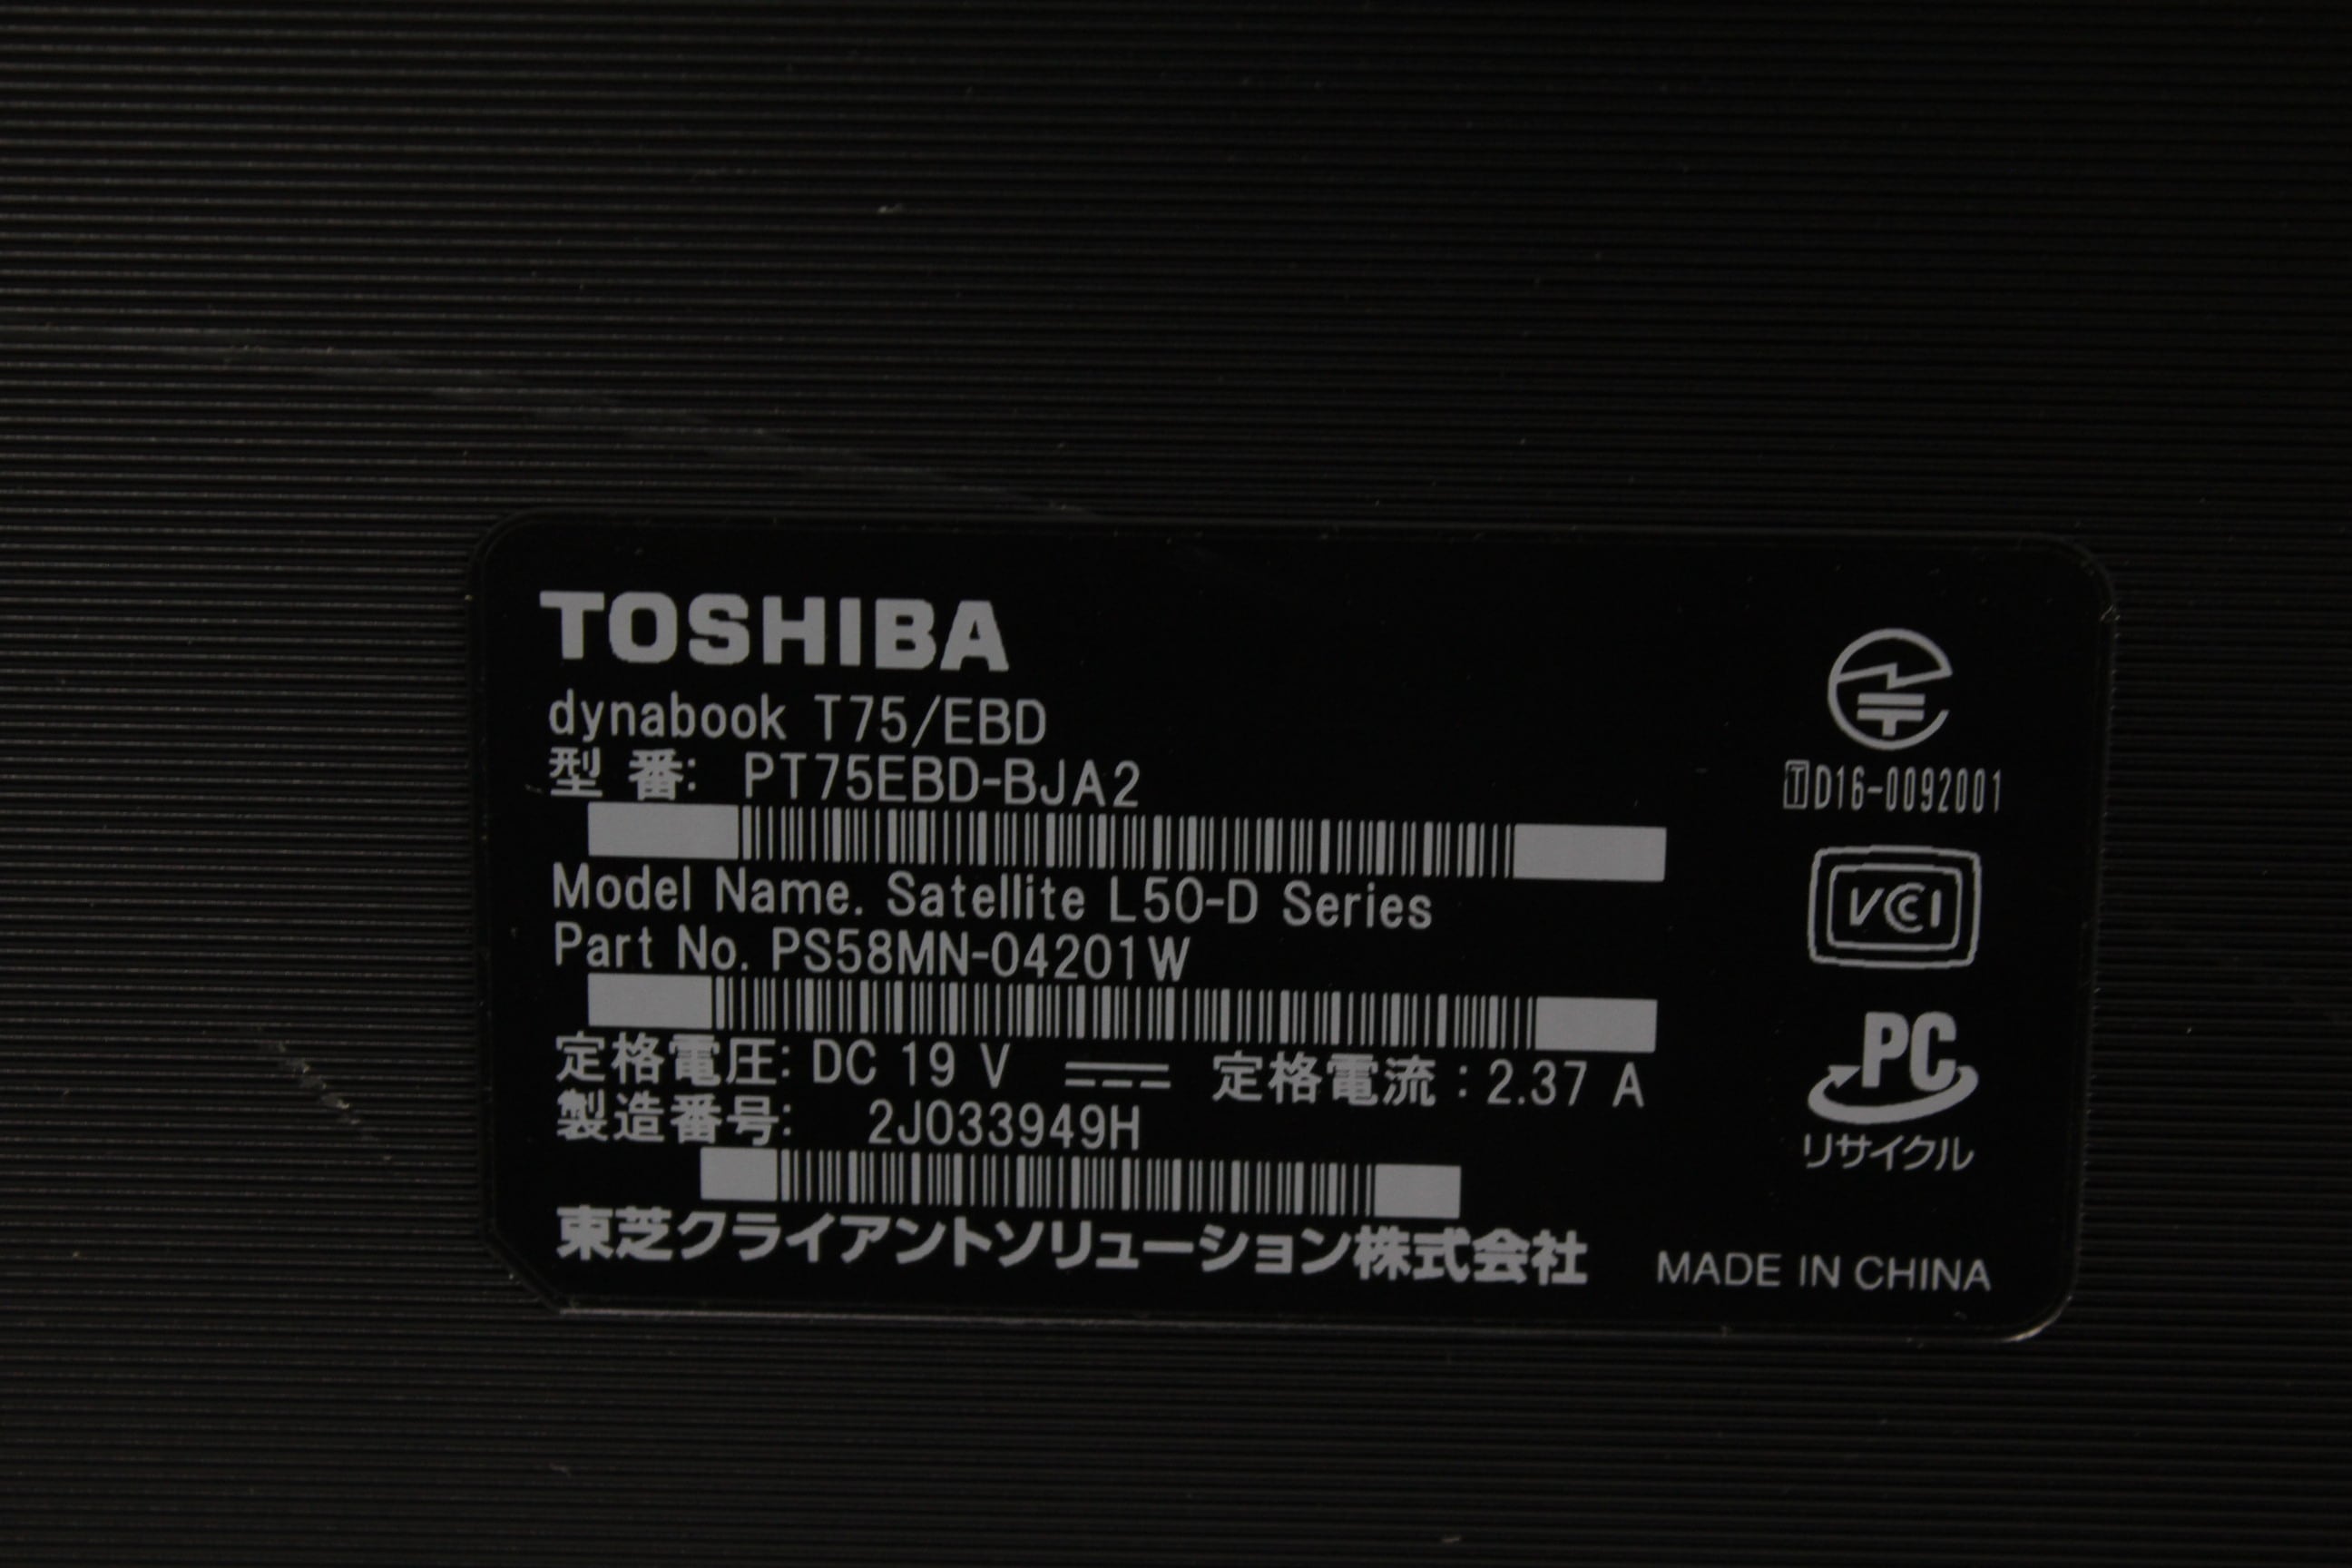 TOSHIBA
dynabook T75/EBD
型 番: PT75EBD-BJA2
Model Name. Satellite L50-D Series
Part No. PS58MN-04201W
定格電圧: DC 19 V ⎓ 定格電流 : 2.37 A
製造番号: 2J033949H
東芝クライアントソリューション株式会社
T D16-0092001
VCCI
PC
リサイクル
MADE IN CHINA